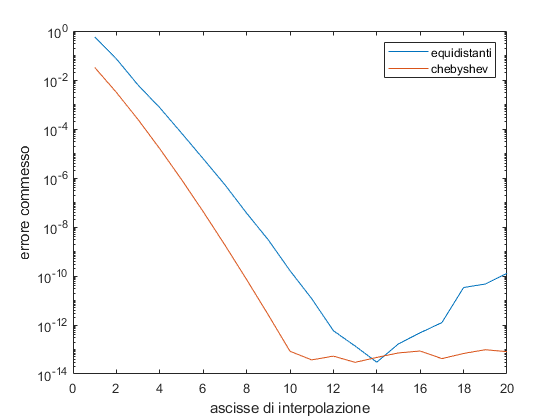 10^0
10^-2
10^-4
10^-6
10^-8
10^-10
10^-12
10^-14
errore commesso
equidistanti
chebyshev
0 2 4 6 8 10 12 14 16 18 20
ascisse di interpolazione